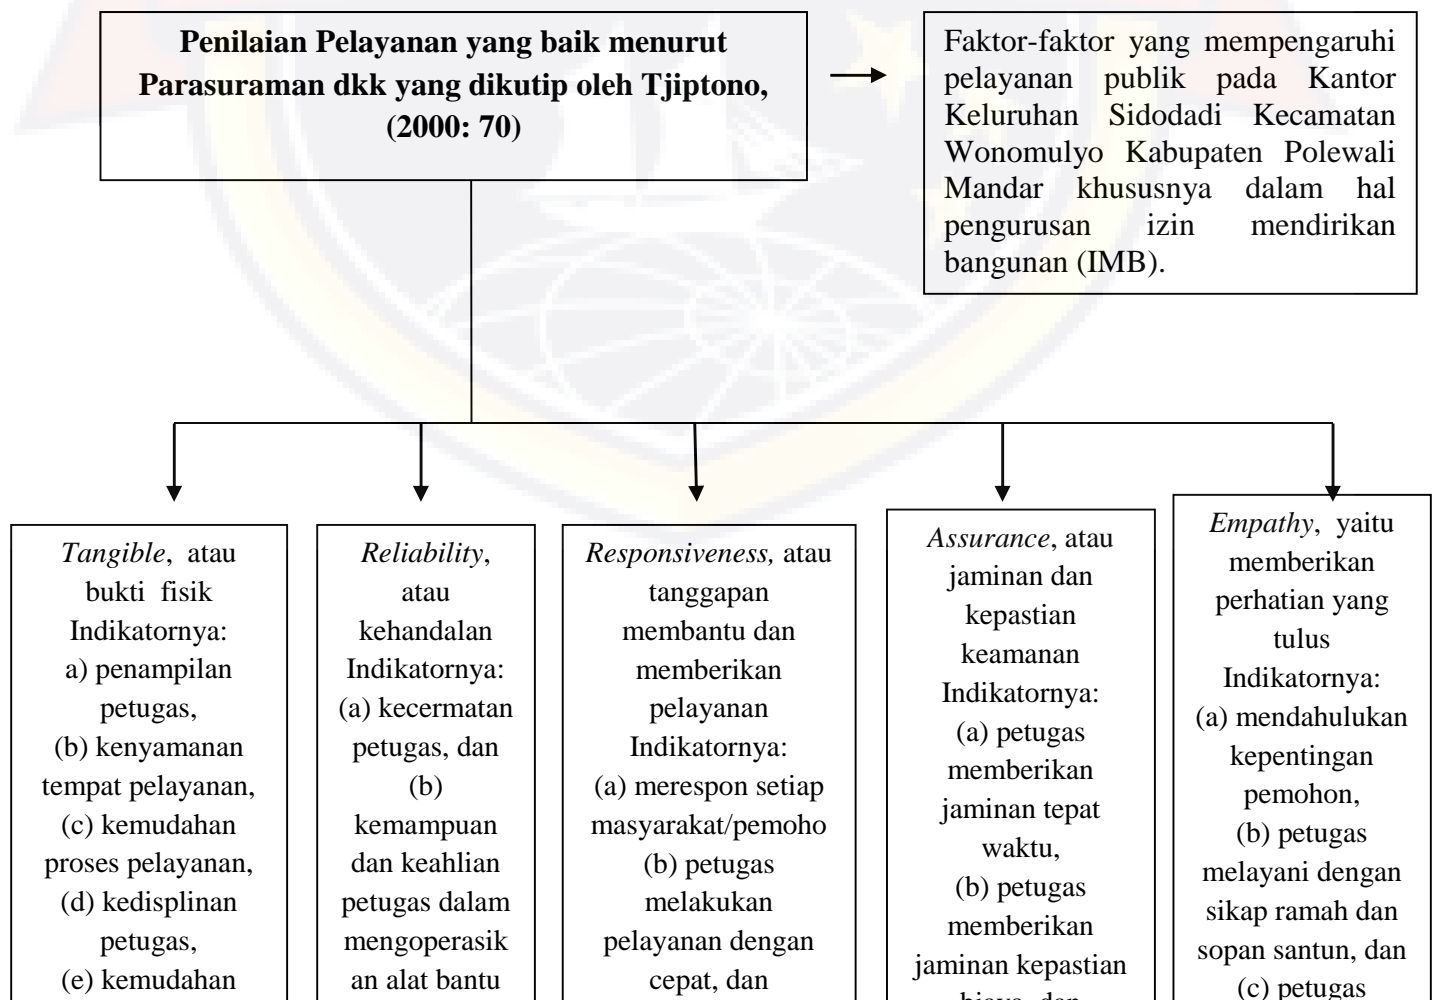 Penilaian Pelayanan yang baik menurut
Parasuraman dkk yang dikutip oleh Tjiptono,
(2000: 70)
Faktor-faktor yang mempengaruhi
pelayanan publik pada Kantor
Keluruhan Sidodadi Kecamatan
Wonomulyo Kabupaten Polewali
Mandar khususnya dalam hal
pengurusan izin mendirikan
bangunan (IMB).
Tangible, atau
bukti fisik
Indikatornya:
a) penampilan
petugas,
(b) kenyamanan
tempat pelayanan,
(c) kemudahan
proses pelayanan,
(d) kedisplinan
petugas,
(e) kemudahan
Reliability,
atau
kehandalan
Indikatornya:
(a) kecermatan
petugas, dan
(b)
kemampuan
dan keahlian
petugas dalam
mengoperasik
an alat bantu
Responsiveness, atau
tanggapan
membantu dan
memberikan
pelayanan
Indikatornya:
(a) merespon setiap
masyarakat/pemoho
(b) petugas
melakukan
pelayanan dengan
cepat, dan
Assurance, atau
jaminan dan
kepastian
keamanan
Indikatornya:
(a) petugas
memberikan
jaminan tepat
waktu,
(b) petugas
memberikan
jaminan kepastian
biaya, dan
Empathy, yaitu
memberikan
perhatian yang
tulus
Indikatornya:
(a) mendahulukan
kepentingan
pemohon,
(b) petugas
melayani dengan
sikap ramah dan
sopan santun, dan
(c) petugas